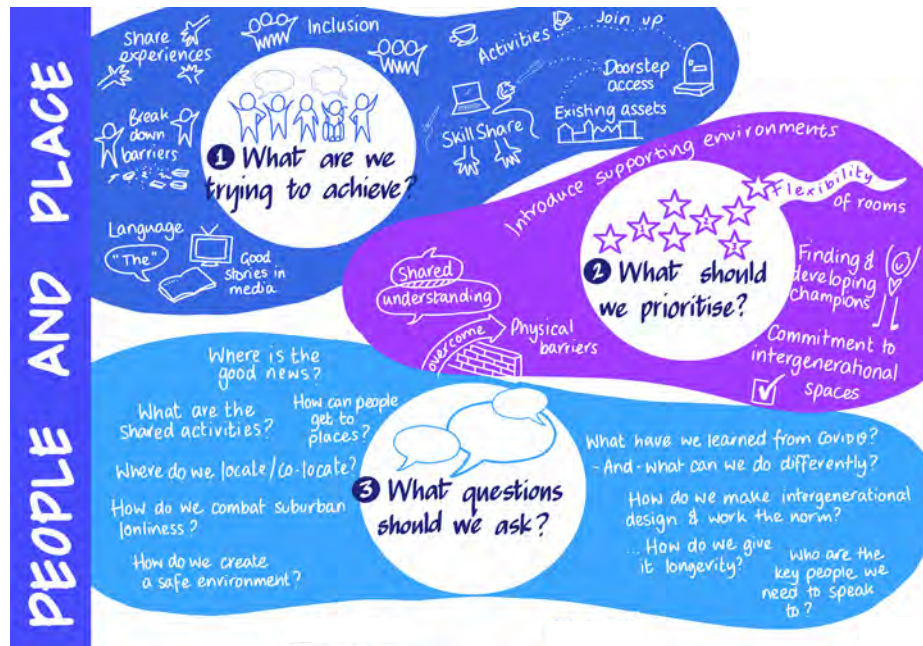 PEOPLE AND PLACE
Share
experiences
Inclusion
Activities
Join up
Doorstep
access
Existing assets
Skill Share
Break
down
barriers
1 What are we
trying to achieve?
Language
"The"
Good
stories in
media
Introduce supporting environments
Flexibility
of rooms
1
2
3
2 What should
we prioritise?
Shared
understanding
overcome
Physical
barriers
Finding &
developing
champions
Commitment to
intergenerational
spaces
Where is the
good news?
What are the
shared activities?
How can people
get to
places?
Where do we locate/co-locate?
How do we combat suburban
lonliness?
How do we create
a safe environment?
3 What questions
should we ask?
What have we learned from Covid19?
-And-what can we do differently?
How do we make intergenerational
design & work the norm?
...How do we give
it longevity?
Who are the
key people we
need to speak
to?